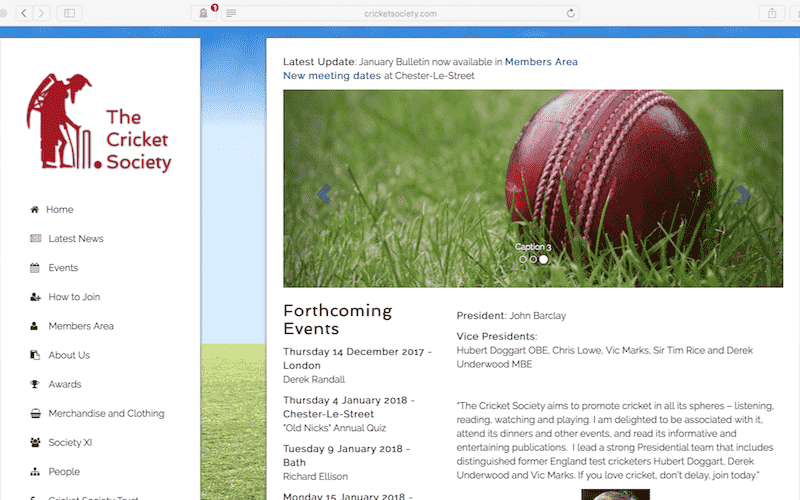 cricketsociety.com
The
Cricket
Society
Home
Latest News
Events
How to Join
Members Area
About Us
Awards
Merchandise and Clothing
Society XI
People
Cricket Society Trust
Latest Update: January Bulletin now available in Members Area
New meeting dates at Chester-Le-Street
Caption 3
Forthcoming
Events
Thursday 14 December 2017 -
London
Derek Randall
Thursday 4 January 2018 -
Chester-Le-Street
"Old Nicks" Annual Quiz
Tuesday 9 January 2018 -
Bath
Richard Ellison
Monday 15 January 2018 -
President: John Barclay
Vice Presidents:
Hubert Doggart OBE, Chris Lowe, Vic Marks, Sir Tim Rice and Derek
Underwood MBE
"The Cricket Society aims to promote cricket in all its spheres – listening,
reading, watching and playing. I am delighted to be associated with it,
attend its dinners and other events, and read its informative and
entertaining publications.  I lead a strong Presidential team that includes
distinguished former England test cricketers Hubert Doggart, Derek
Underwood and Vic Marks. If you love cricket, don't delay, join today."